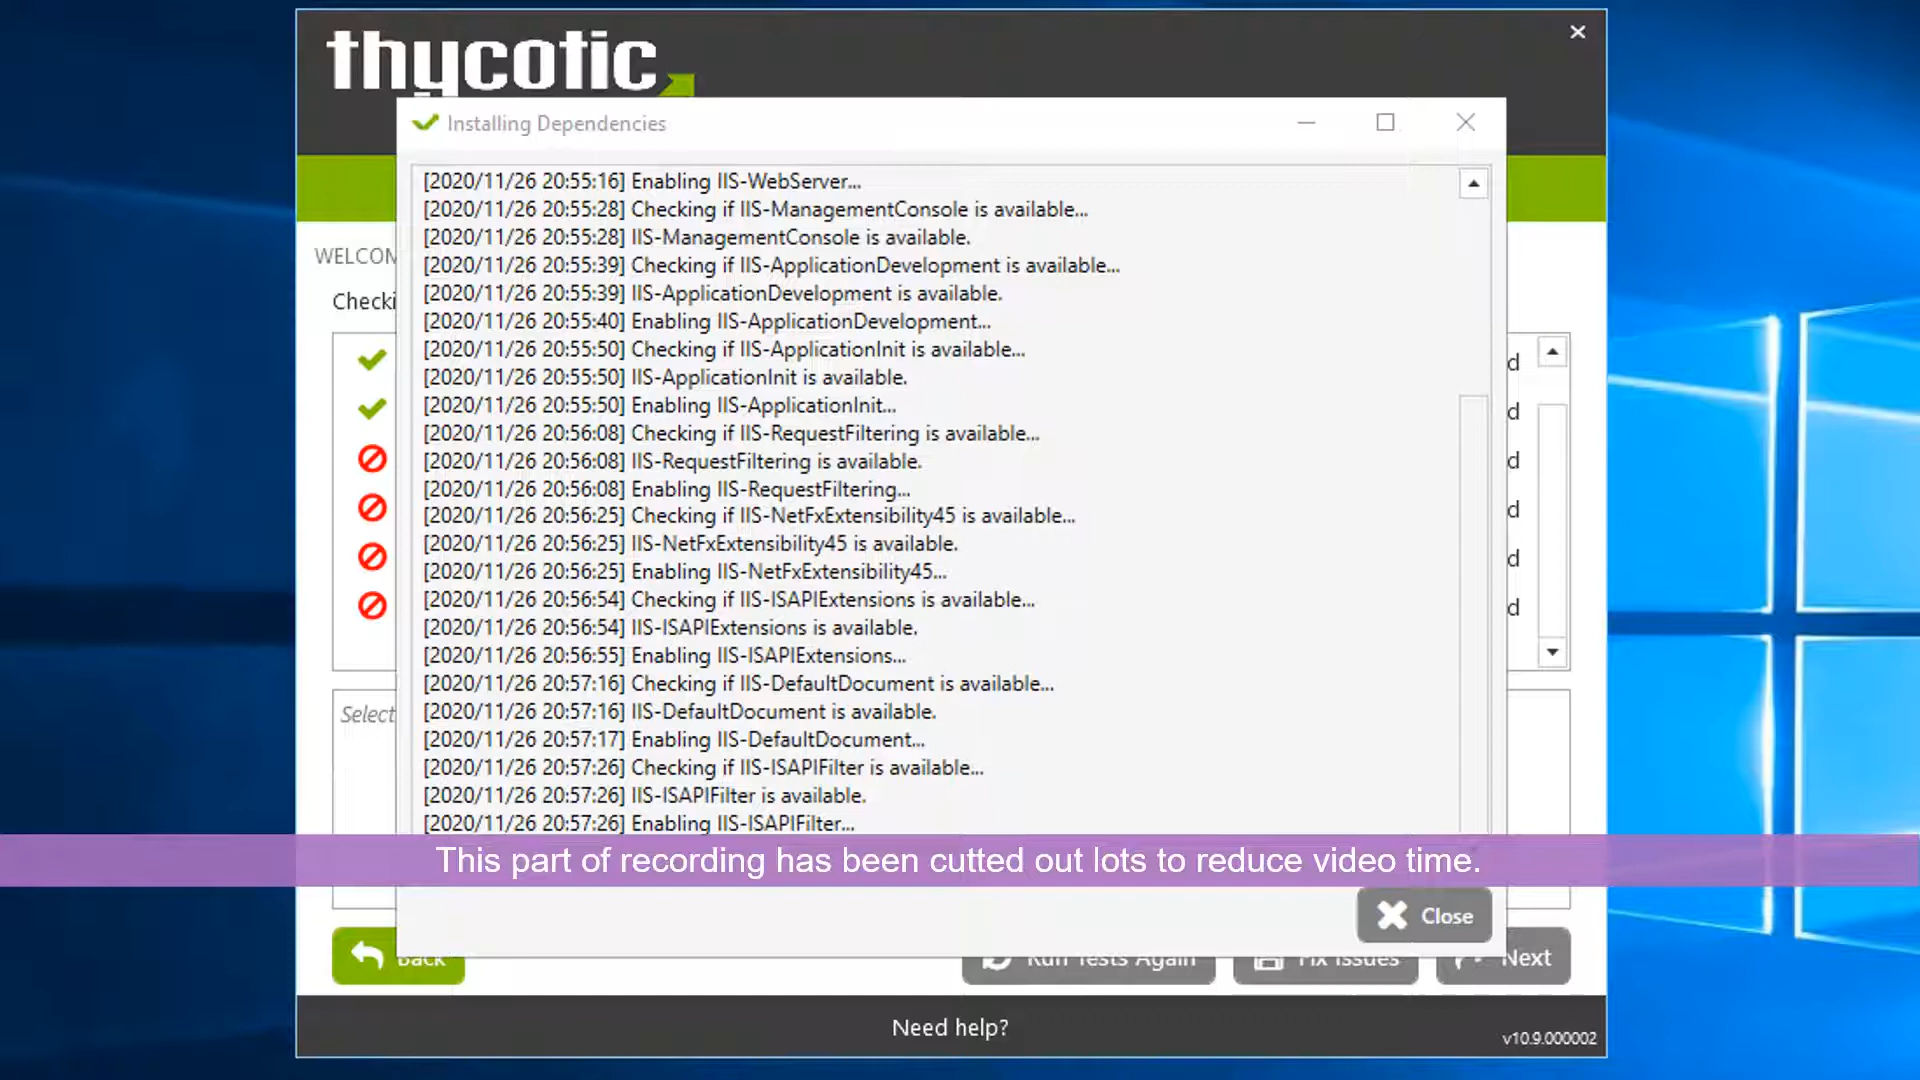 thycotic
Installing Dependencies
[2020/11/26 20:55:16] Enabling IIS-WebServer...
[2020/11/26 20:55:28] Checking if IIS-ManagementConsole is available...
[2020/11/26 20:55:28] IIS-ManagementConsole is available.
[2020/11/26 20:55:39] Checking if IIS-ApplicationDevelopment is available...
[2020/11/26 20:55:39] IIS-ApplicationDevelopment is available.
[2020/11/26 20:55:40] Enabling IIS-ApplicationDevelopment...
[2020/11/26 20:55:50] Checking if IIS-ApplicationInit is available...
[2020/11/26 20:55:50] IIS-ApplicationInit is available.
[2020/11/26 20:55:50] Enabling IIS-ApplicationInit...
[2020/11/26 20:56:08] Checking if IIS-RequestFiltering is available...
[2020/11/26 20:56:08] IIS-RequestFiltering is available.
[2020/11/26 20:56:08] Enabling IIS-RequestFiltering...
[2020/11/26 20:56:25] Checking if IIS-NetFxExtensibility45 is available...
[2020/11/26 20:56:25] IIS-NetFxExtensibility45 is available.
[2020/11/26 20:56:25] Enabling IIS-NetFxExtensibility45...
[2020/11/26 20:56:54] Checking if IIS-ISAPIExtensions is available...
[2020/11/26 20:56:54] IIS-ISAPIExtensions is available.
[2020/11/26 20:56:55] Enabling IIS-ISAPIExtensions...
[2020/11/26 20:57:16] Checking if IIS-DefaultDocument is available...
[2020/11/26 20:57:16] IIS-DefaultDocument is available.
[2020/11/26 20:57:17] Enabling IIS-DefaultDocument...
[2020/11/26 20:57:26] Checking if IIS-ISAPIFilter is available...
[2020/11/26 20:57:26] IIS-ISAPIFilter is available.
[2020/11/26 20:57:26] Enabling IIS-ISAPIFilter...
WELCOM
Checki
d
d
d
d
d
d
Select
This part of recording has been cutted out lots to reduce video time.
Close
Back
Run Tests Again
Fix Issues
Next
Need help?
v10.9.000002